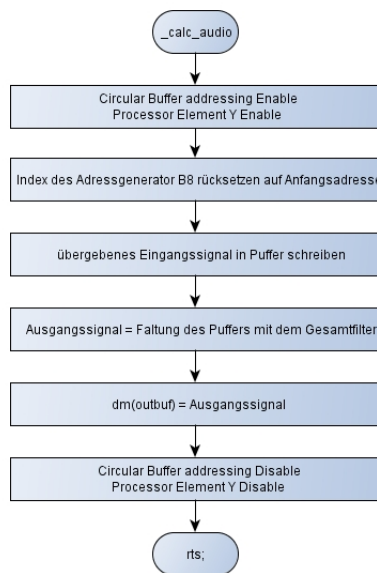 _calc_audio
Circular Buffer addressing Enable
Processor Element Y Enable
Index des Adressgenerator B8 rücksetzen auf Anfangsadresse
übergebenes Eingangssignal in Puffer schreiben
Ausgangssignal = Faltung des Puffers mit dem Gesamtfilter
dm(outbuf) = Ausgangssignal
Circular Buffer addressing Disable
Processor Element Y Disable
rts;